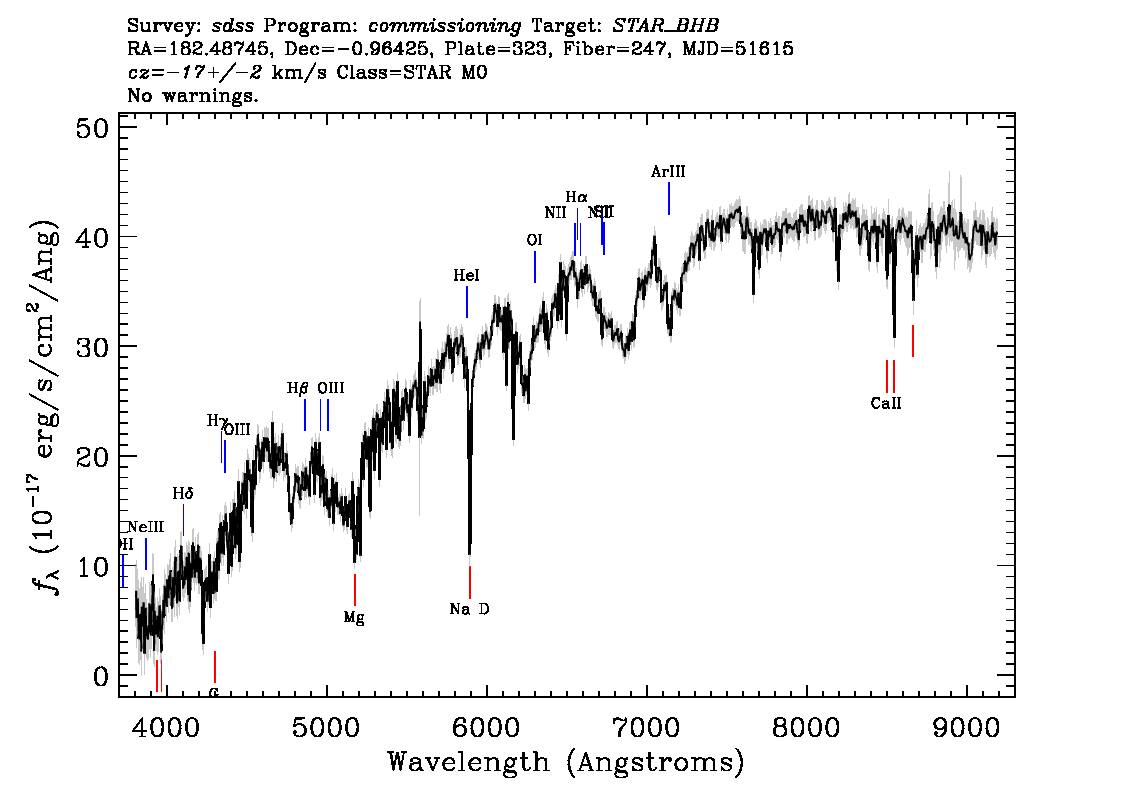 Survey: sdss Program: commissioning Target: STAR_BHB
RA=182.48745, Dec=-0.96425, Plate=323, Fiber=247, MJD=51615
cz=-17+/-2 km/s Class=STAR M0
No warnings.
50
40
30
20
10
0
fλ (10^-17 erg/s/cm^2/Ang)
ArIII
Hα
NII
NII
SII
OI
HeI
Hβ OIII
Hγ
OIII
Hδ
NeIII
CaII
Na D
Mg
G
4000 5000 6000 7000 8000 9000
Wavelength (Angstroms)